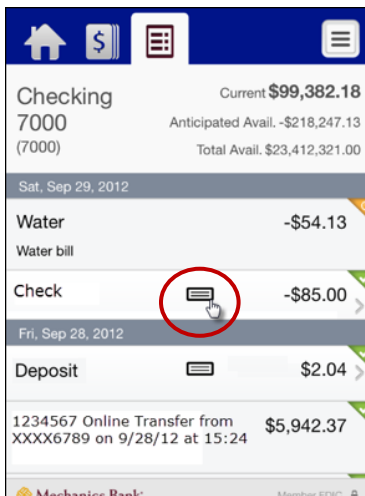 Checking
7000
(7000)
Current $99,382.18
Anticipated Avail. -$218,247.13
Total Avail. $23,412,321.00
Sat, Sep 29, 2012
Water -$54.13
Water bill
Check -$85.00
Fri, Sep 28, 2012
Deposit $2.04
1234567 Online Transfer from
XXXX6789 on 9/28/12 at 15:24
$5,942.37
Mechanics Bank Member FDIC